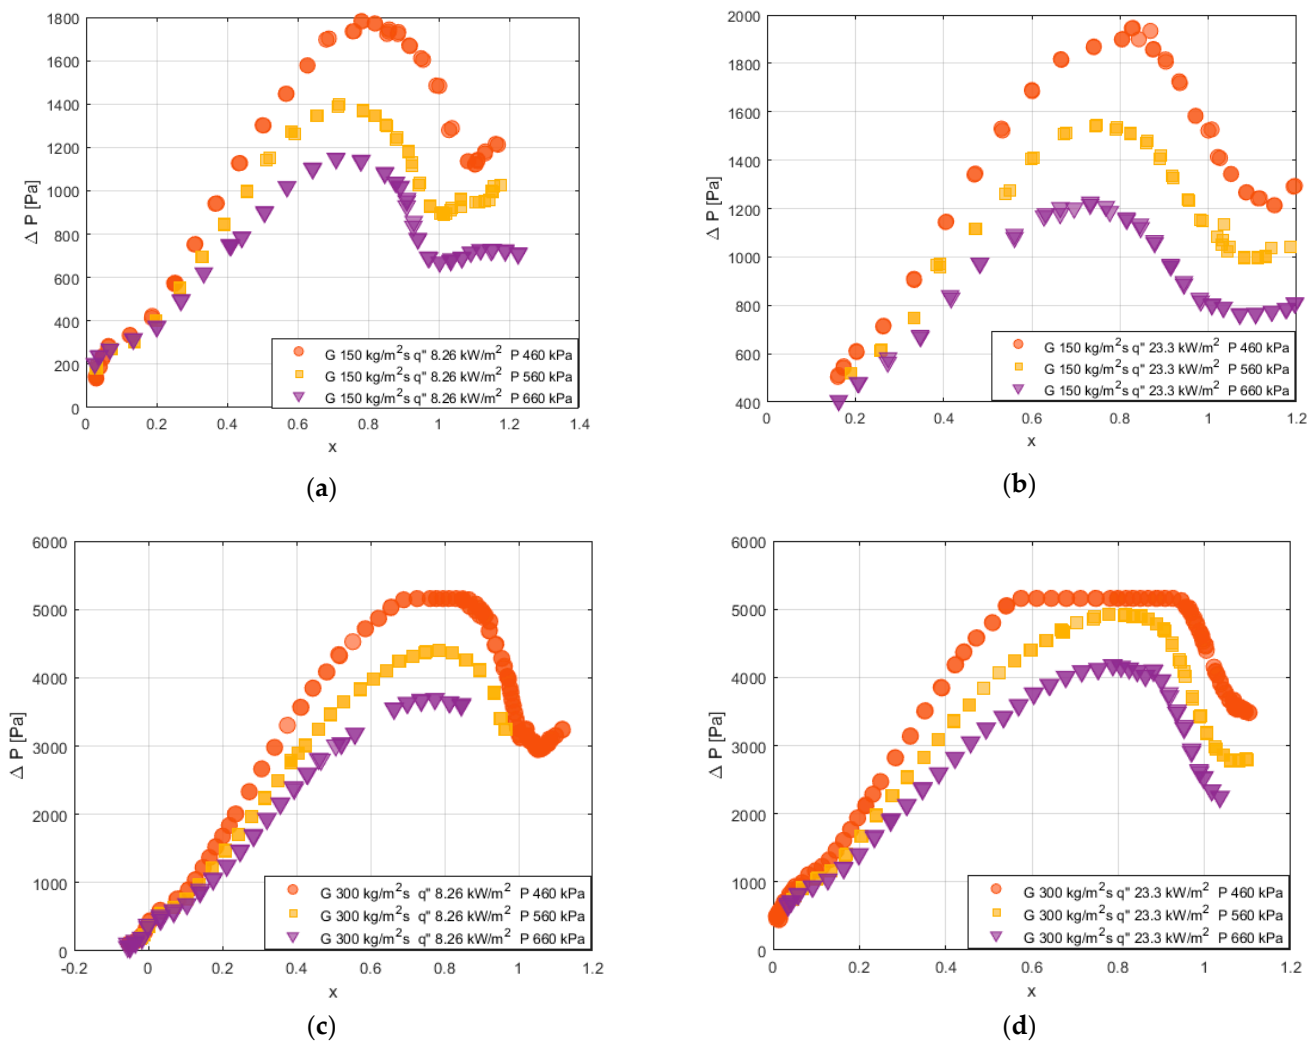 1800
1600
1400
1200
1000
800
600
400
200
0
Δ P [Pa]
0 0.2 0.4 0.6 0.8 1 1.2 1.4
x
G 150 kg/m²s q" 8.26 kW/m² P 460 kPa
G 150 kg/m²s q" 8.26 kW/m² P 560 kPa
G 150 kg/m²s q" 8.26 kW/m² P 660 kPa
(a)
2000
1800
1600
1400
1200
1000
800
600
400
Δ P [Pa]
0.2 0.4 0.6 0.8 1 1.2
x
G 150 kg/m²s q" 23.3 kW/m² P 460 kPa
G 150 kg/m²s q" 23.3 kW/m² P 560 kPa
G 150 kg/m²s q" 23.3 kW/m² P 660 kPa
(b)
6000
5000
4000
3000
2000
1000
0
Δ P [Pa]
-0.2 0 0.2 0.4 0.6 0.8 1 1.2
x
G 300 kg/m²s q" 8.26 kW/m² P 460 kPa
G 300 kg/m²s q" 8.26 kW/m² P 560 kPa
G 300 kg/m²s q" 8.26 kW/m² P 660 kPa
(c)
6000
5000
4000
3000
2000
1000
0
Δ P [Pa]
0 0.2 0.4 0.6 0.8 1 1.2
x
G 300 kg/m²s q" 23.3 kW/m² P 460 kPa
G 300 kg/m²s q" 23.3 kW/m² P 560 kPa
G 300 kg/m²s q" 23.3 kW/m² P 660 kPa
(d)